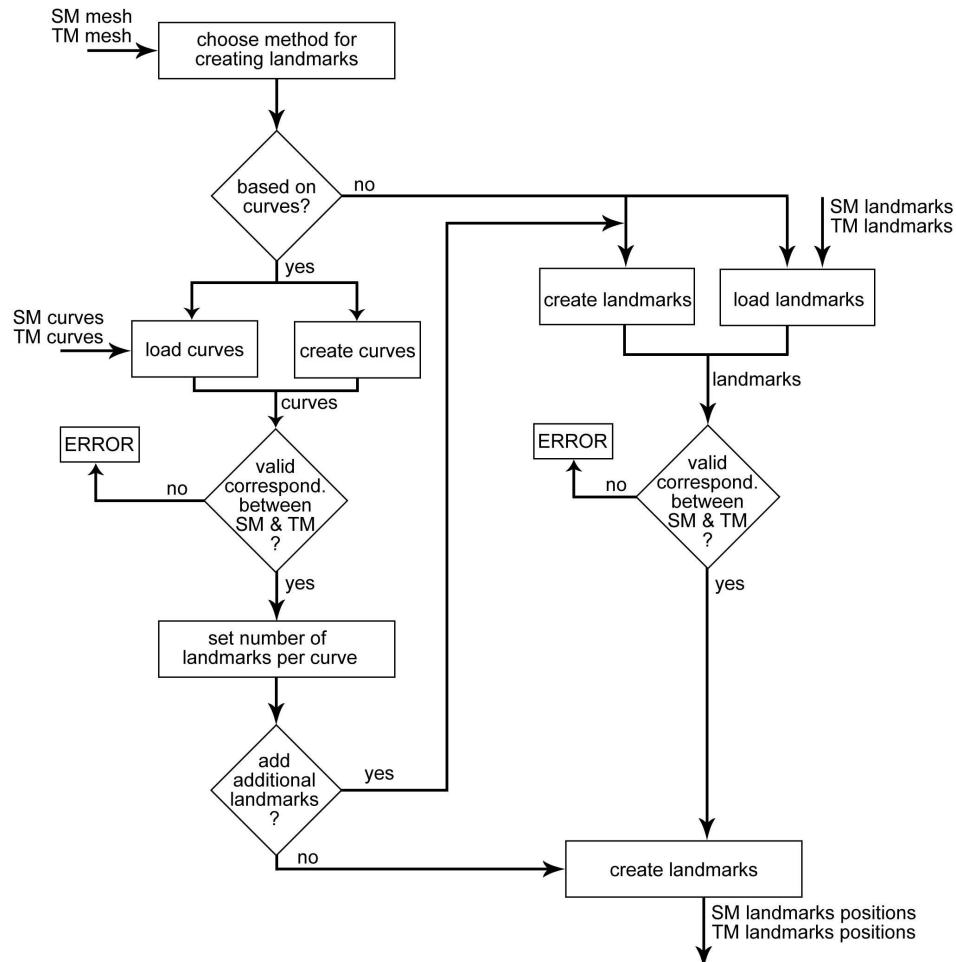 SM mesh
TM mesh
choose method for
creating landmarks
based on
curves?
no
yes
SM landmarks
TM landmarks
create landmarks
load landmarks
SM curves
TM curves
load curves
create curves
curves
landmarks
ERROR
no
valid
correspond.
between
SM & TM
?
yes
ERROR
no
valid
correspond.
between
SM & TM
?
yes
set number of
landmarks per curve
add
additional
landmarks
?
yes
no
create landmarks
SM landmarks positions
TM landmarks positions